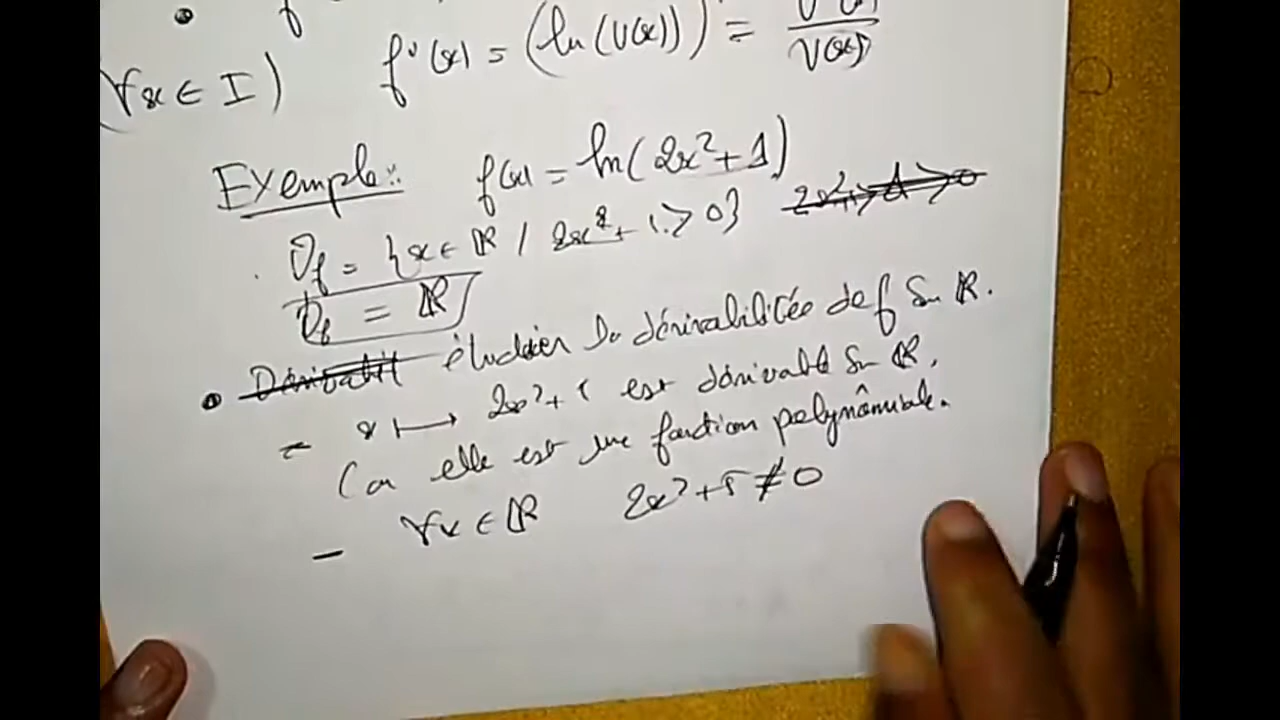 (∀x ∈ I) f'(x) = (ln(U(x)))' = U'(x)/U(x)
Exemple: f(x) = ln(2x²+1)
D_f = {x ∈ ℝ / 2x²+1 > 0}
D_f = ℝ
• étudier la dérivabilitée de f sur ℝ.
- x ⟼ 2x²+1 est dérivable sur ℝ.
Car elle est une fonction polynômiale.
- ∀x ∈ ℝ 2x²+1 ≠ 0